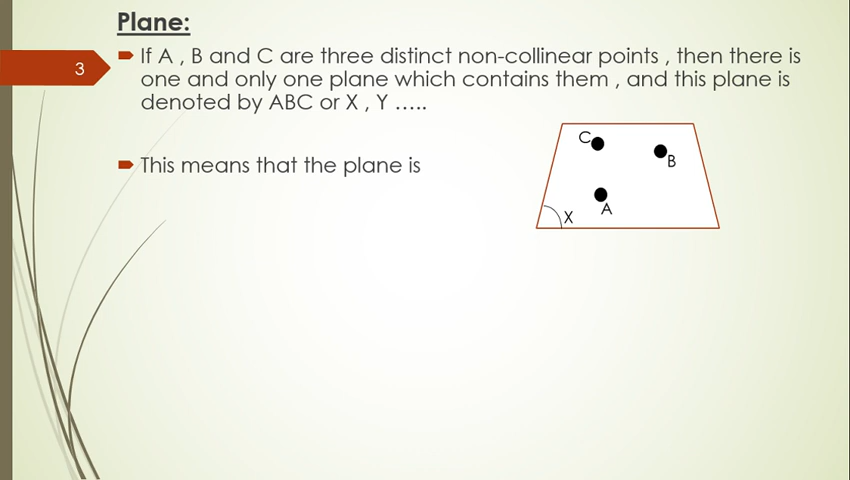 Plane:
3
If A , B and C are three distinct non-collinear points , then there is
one and only one plane which contains them , and this plane is
denoted by ABC or X , Y …..
This means that the plane is
C
B
A
X